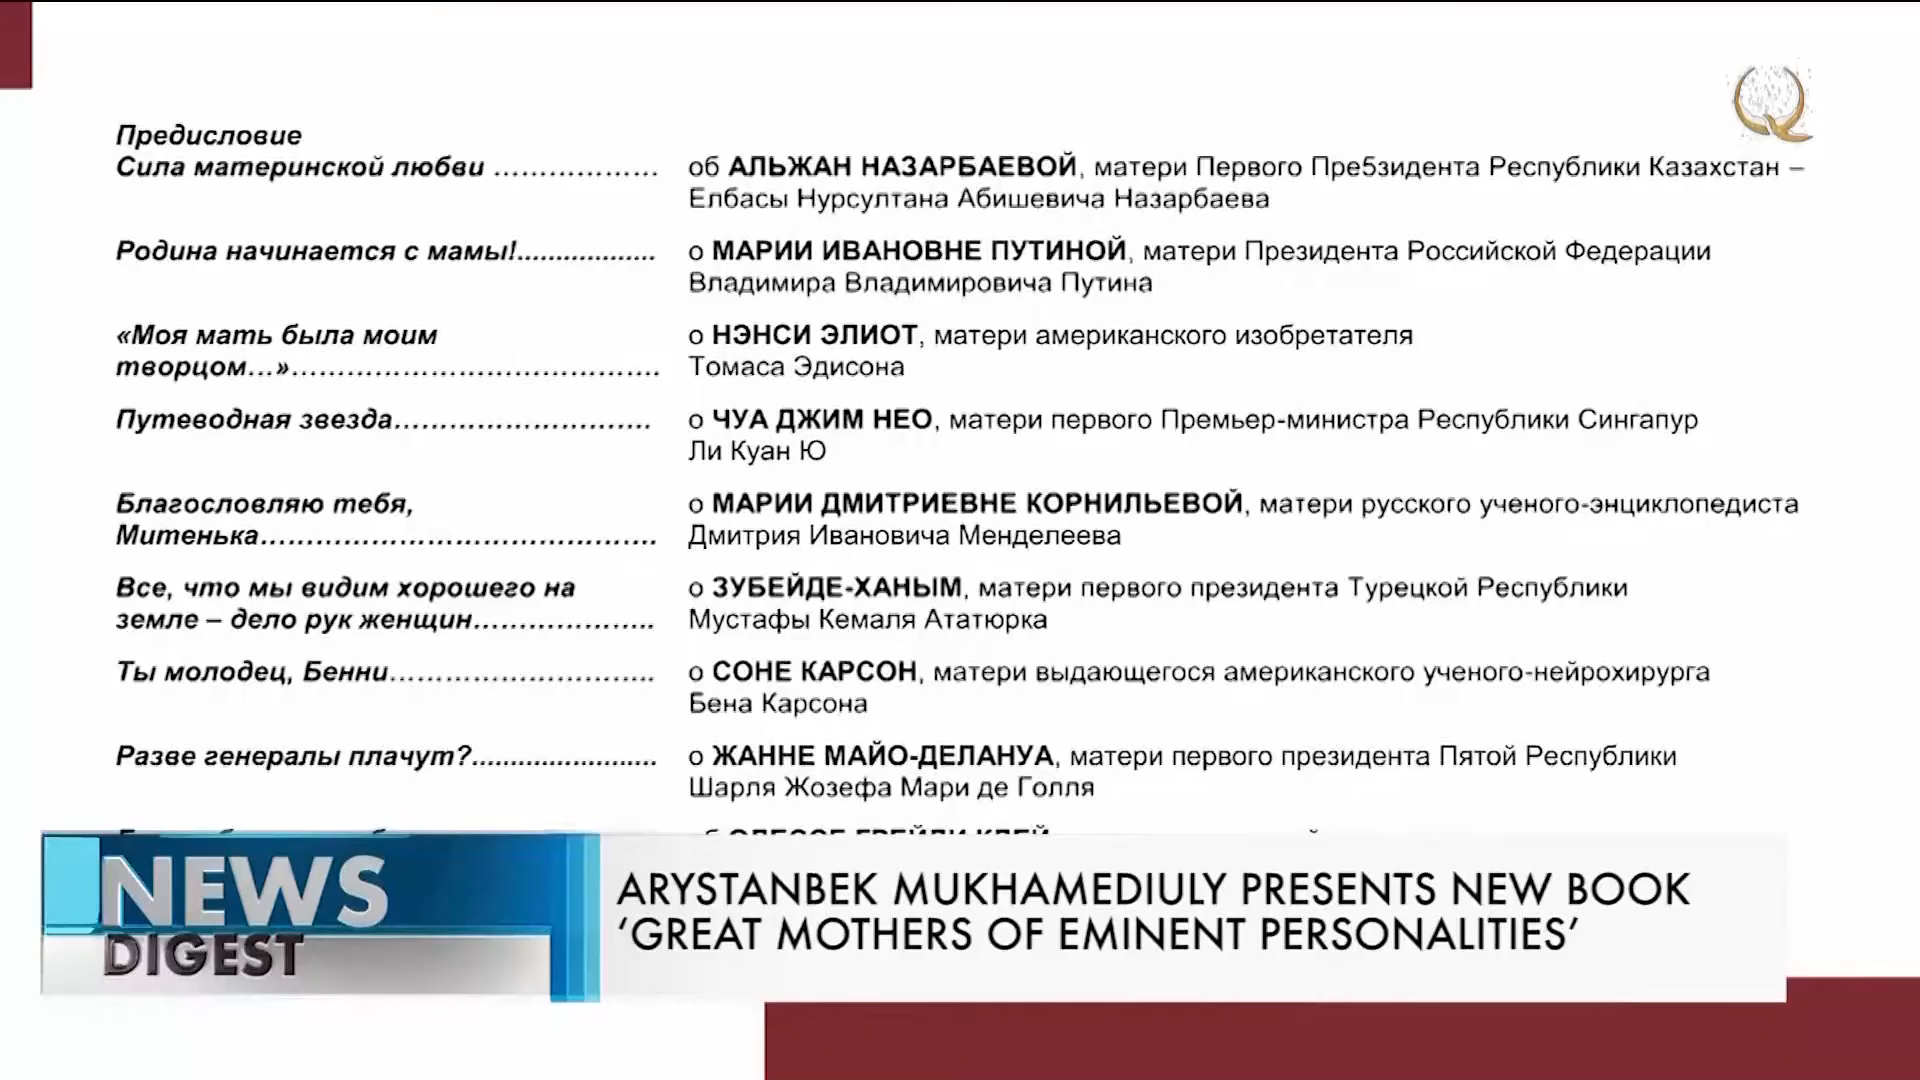 Предисловие
Сила материнской любви ………………. об АЛЬЖАН НАЗАРБАЕВОЙ, матери Первого Пре5зидента Республики Казахстан –
Елбасы Нурсултана Абишевича Назарбаева
Родина начинается с мамы!................... о МАРИИ ИВАНОВНЕ ПУТИНОЙ, матери Президента Российской Федерации
Владимира Владимировича Путина
«Моя мать была моим о НЭНСИ ЭЛИОТ, матери американского изобретателя
творцом…»…………………………………. Томаса Эдисона
Путеводная звезда………………………. о ЧУА ДЖИМ НЕО, матери первого Премьер-министра Республики Сингапур
Ли Куан Ю
Благословляю тебя, о МАРИИ ДМИТРИЕВНЕ КОРНИЛЬЕВОЙ, матери русского ученого-энциклопедиста
Митенька……………………………………. Дмитрия Ивановича Менделеева
Все, что мы видим хорошего на о ЗУБЕЙДЕ-ХАНЫМ, матери первого президента Турецкой Республики
земле – дело рук женщин……………….. Мустафы Кемаля Ататюрка
Ты молодец, Бенни……………………….. о СОНЕ КАРСОН, матери выдающегося американского ученого-нейрохирурга
Бена Карсона
Разве генералы плачут?......................... о ЖАННЕ МАЙО-ДЕЛАНУА, матери первого президента Пятой Республики
Шарля Жозефа Мари де Голля
об ОДЕССЕ ГРЕЙДИ КЛЕЙ
NEWS
DIGEST
ARYSTANBEK MUKHAMEDIULY PRESENTS NEW BOOK
‘GREAT MOTHERS OF EMINENT PERSONALITIES’